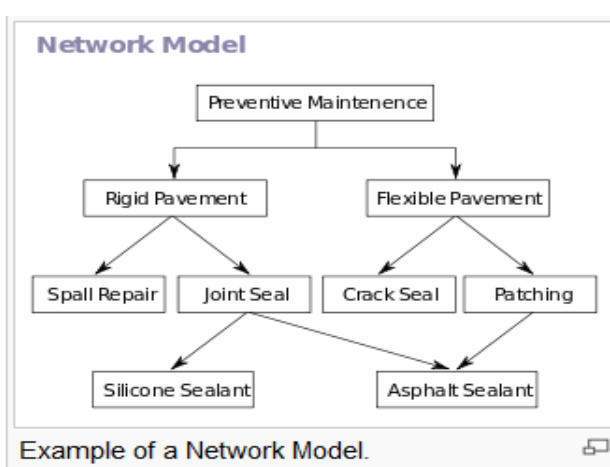 Network Model
Preventive Maintenence
Rigid Pavement
Flexible Pavement
Spall Repair
Joint Seal
Crack Seal
Patching
Silicone Sealant
Asphalt Sealant
Example of a Network Model.